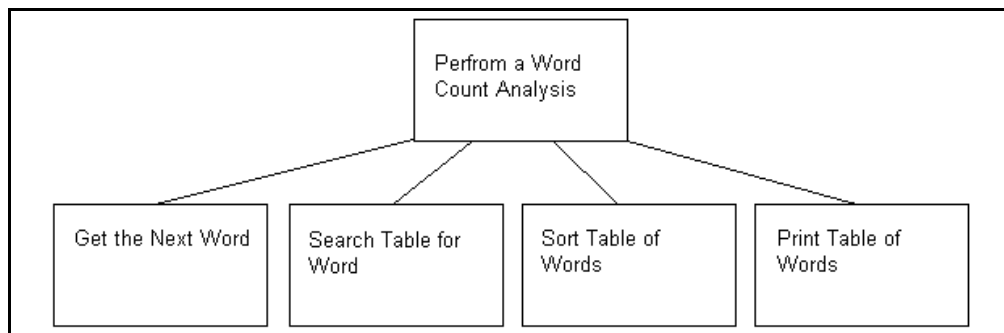 Perfrom a Word
Count Analysis
Get the Next Word
Search Table for
Word
Sort Table of
Words
Print Table of
Words